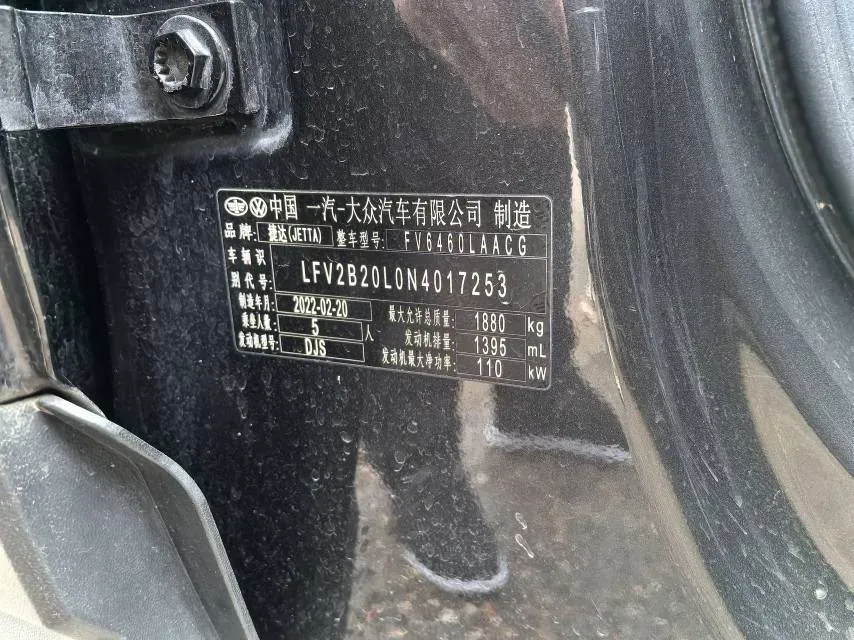 中国 一汽-大众汽车有限公司 制造
品牌: 捷达(JETTA) 整车型号: FV6460LAACG
车辆识别代号: LFV2B20L0N4017253
制造年月: 2022-02-20 最大允许总质量: 1880 kg
乘坐人数: 5 人 发动机排量: 1395 mL
发动机型号: DJS 发动机最大净功率: 110 kW